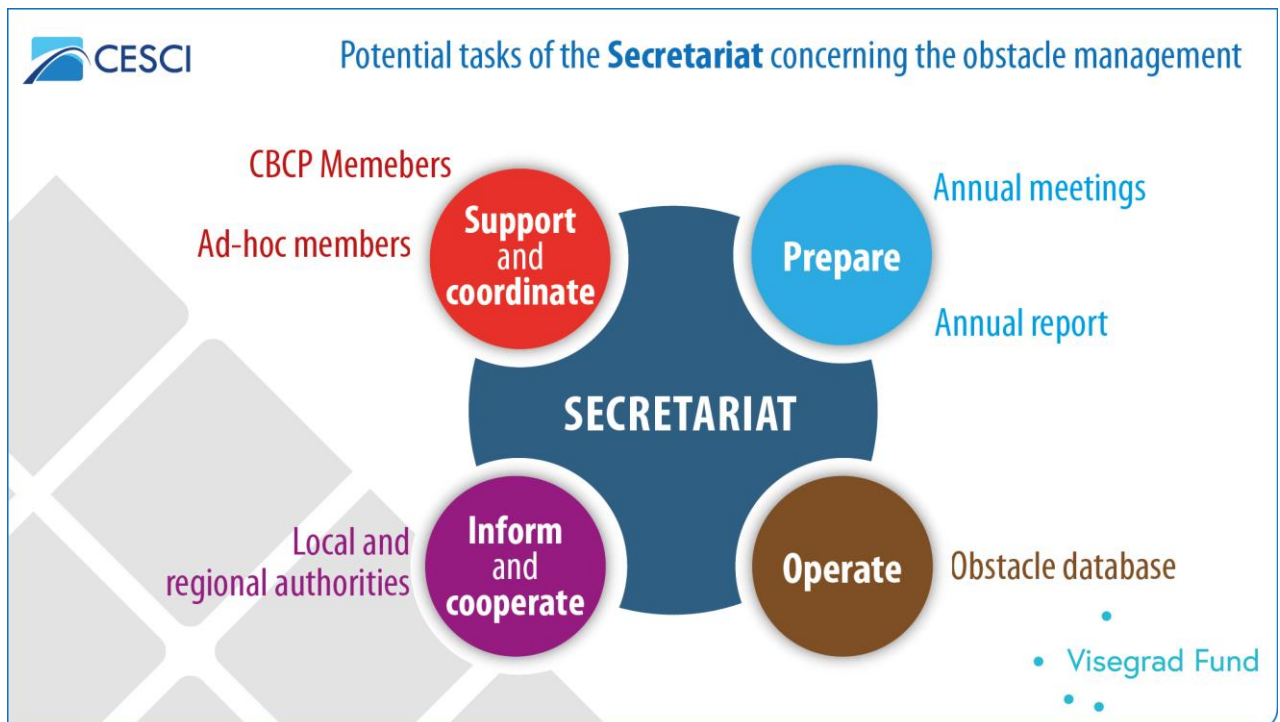 CESCI
Potential tasks of the Secretariat concerning the obstacle management
CBCP Memebers
Ad-hoc members
Support
and
coordinate
Prepare
Annual meetings
Annual report
SECRETARIAT
Local and
regional authorities
Inform
and
cooperate
Operate
Obstacle database
Visegrad Fund